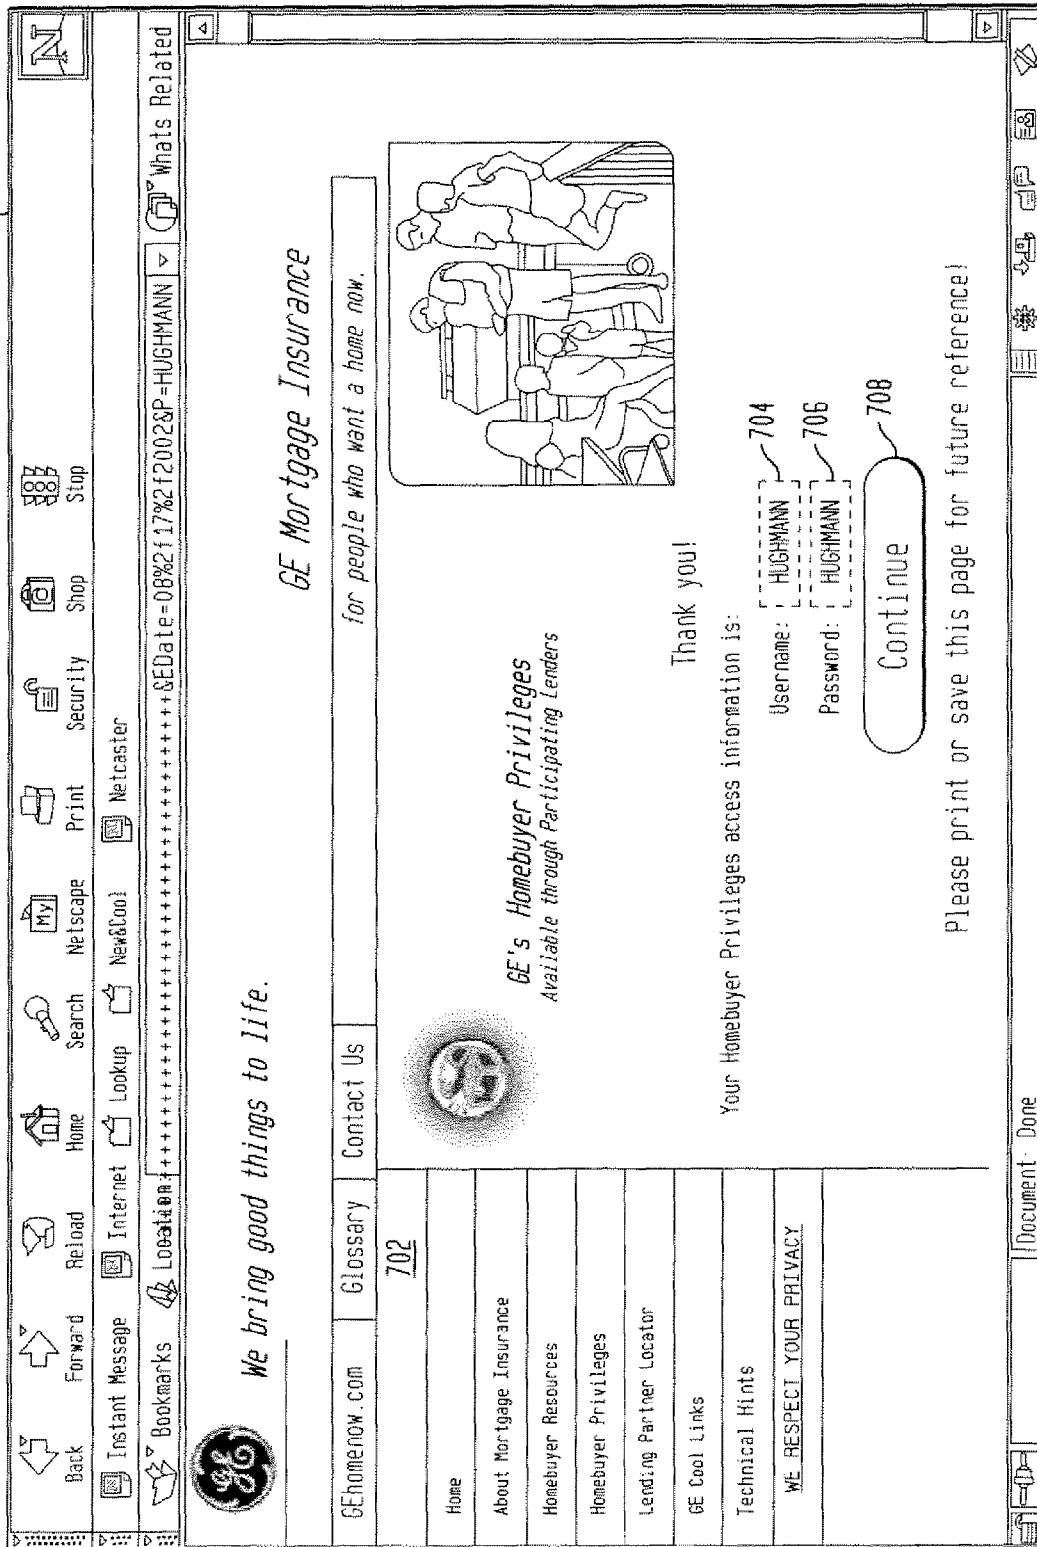 Back Forward Reload Home Search Netscape Print Security Shop Stop
N
Instant Message Internet Lookup New&Cool Netcaster
Bookmarks Location: &EDate=08%2f17%2f2002&P=HUGHMANN Whats Related
GE We bring good things to life.
GE Mortgage Insurance
GEhomenow.com Glossary Contact Us for people who want a home now.
702
Home
About Mortgage Insurance
Homebuyer Resources
Homebuyer Privileges
Lending Partner Locator
GE Cool Links
Technical Hints
WE RESPECT YOUR PRIVACY
GE's Homebuyer Privileges
Available through Participating Lenders
Thank you!
Your Homebuyer Privileges access information is:
Username: HUGHMANN 704
Password: HUGHMANN 706
Continue 708
Please print or save this page for future reference!
Document: Done